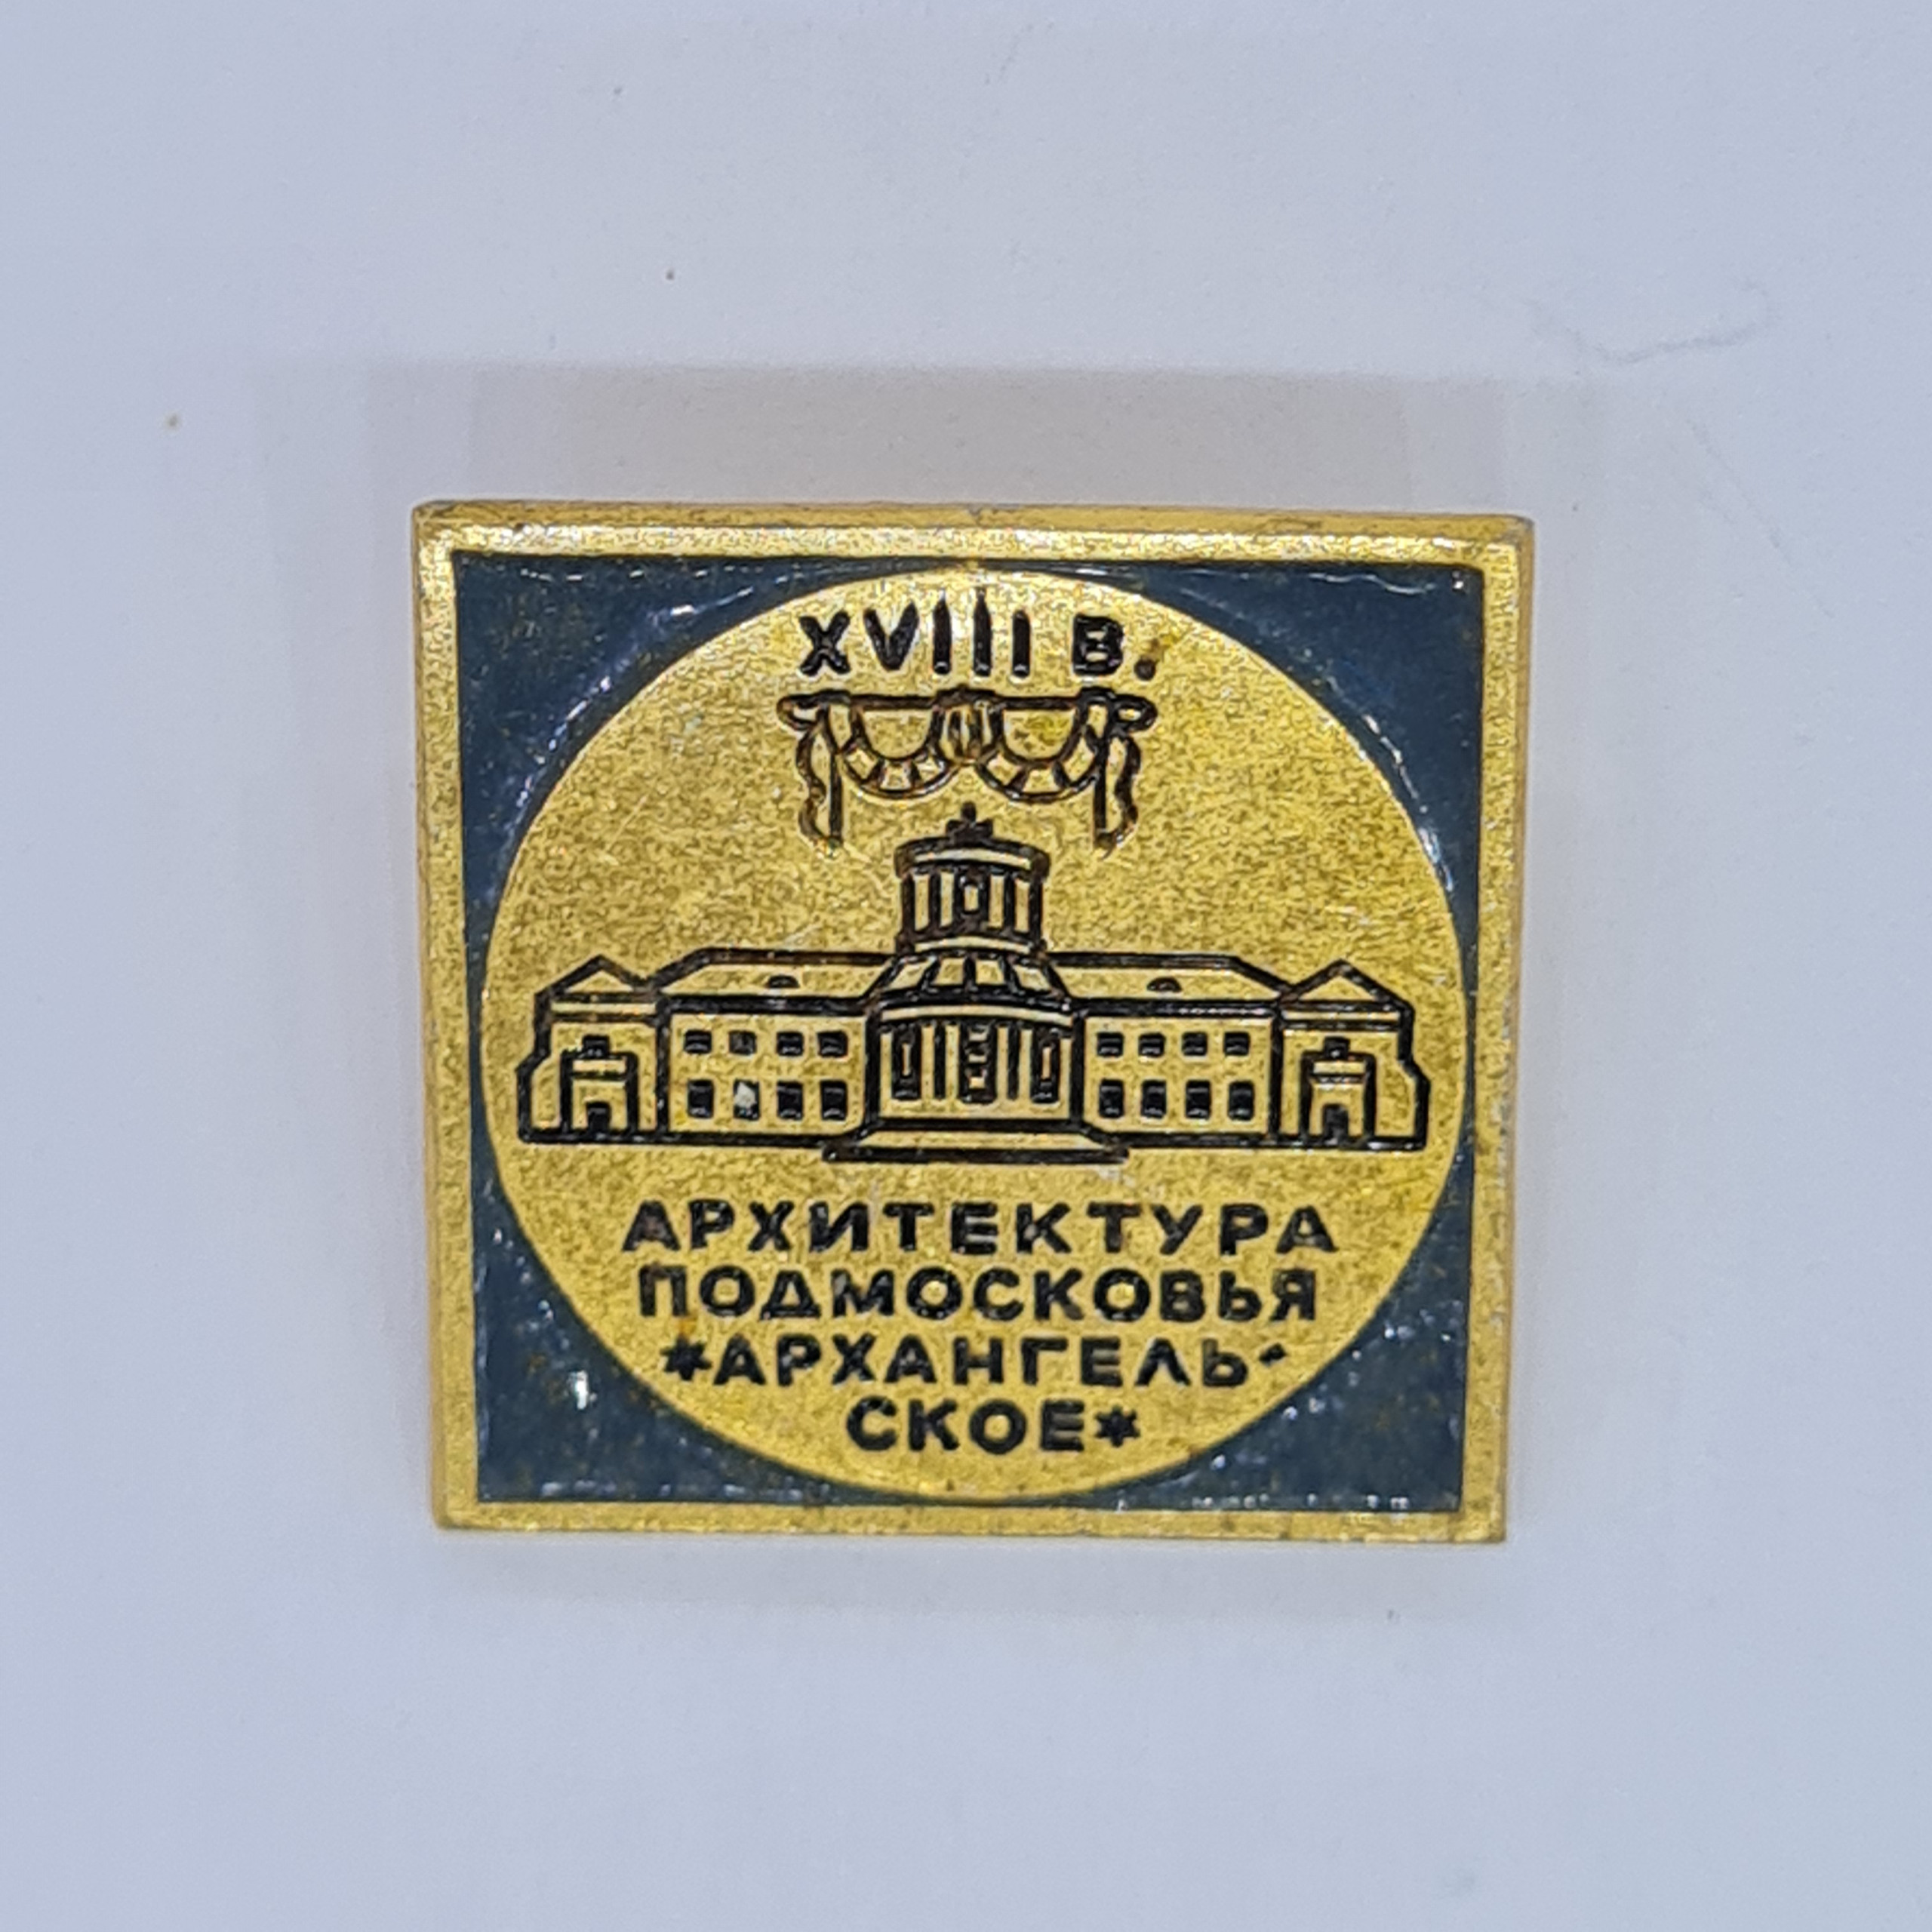 XVIII В.
АРХИТЕКТУРА
ПОДМОСКОВЬЯ
*АРХАНГЕЛЬ-
СКОЕ*